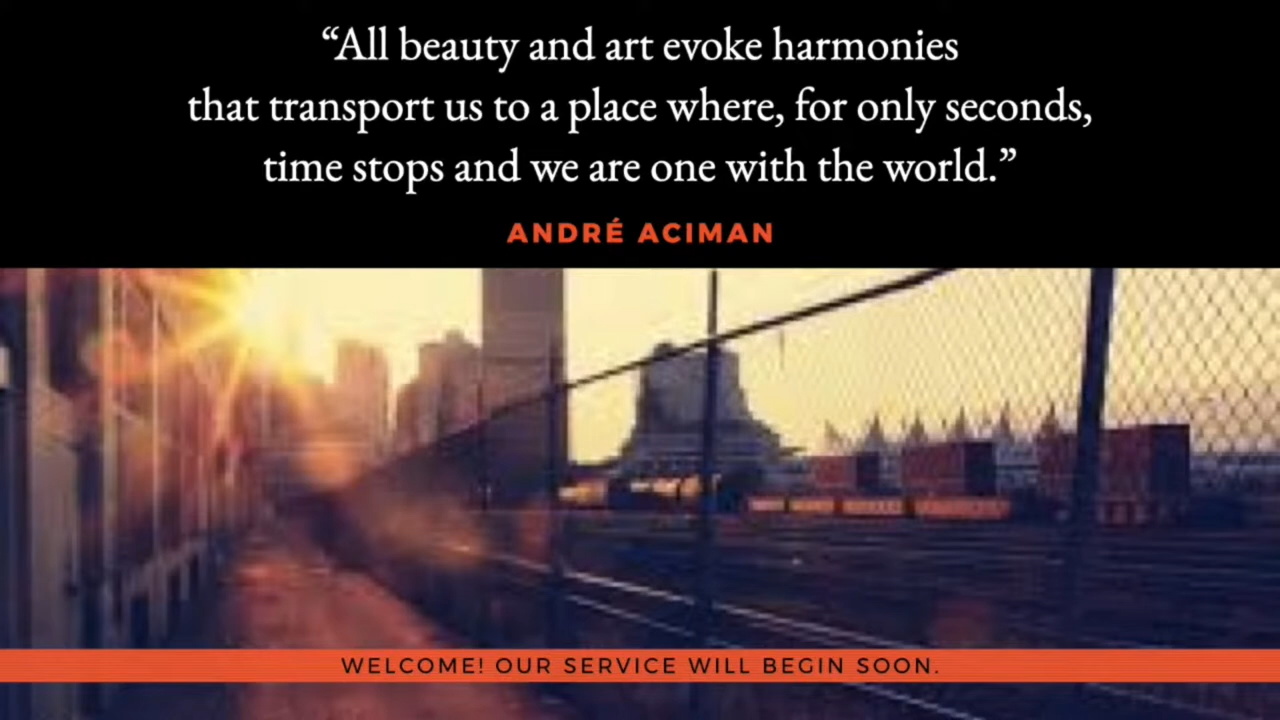 “All beauty and art evoke harmonies
that transport us to a place where, for only seconds,
time stops and we are one with the world.”
ANDRÉ ACIMAN
WELCOME! OUR SERVICE WILL BEGIN SOON.